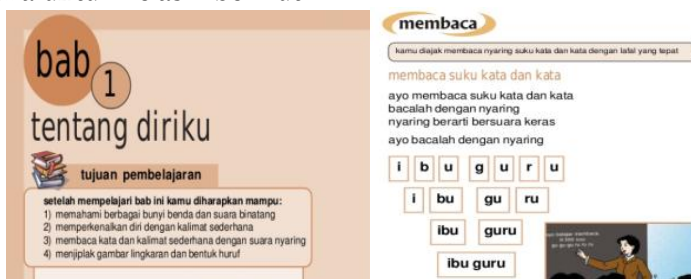 bab
1
tentang diriku
tujuan pembelajaran
setelah mempelajari bab ini kamu diharapkan mampu:
1) memahami berbagai bunyi benda dan suara binatang
2) memperkenalkan diri dengan kalimat sederhana
3) membaca kata dan kalimat sederhana dengan suara nyaring
4) menjiplak gambar lingkaran dan bentuk huruf
membaca
kamu diajak membaca nyaring suku kata dan kata dengan lafal yang tepat
membaca suku kata dan kata
ayo membaca suku kata dan kata
bacalah dengan nyaring
nyaring berarti bersuara keras
ayo bacalah dengan nyaring
i b u g u r u
i bu gu ru
ibu guru
ibu guru